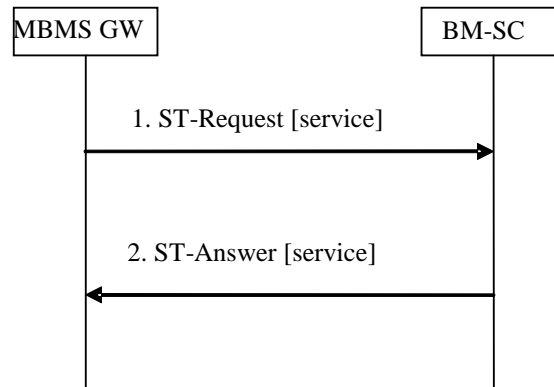 MBMS GW
BM-SC
1. ST-Request [service]
2. ST-Answer [service]